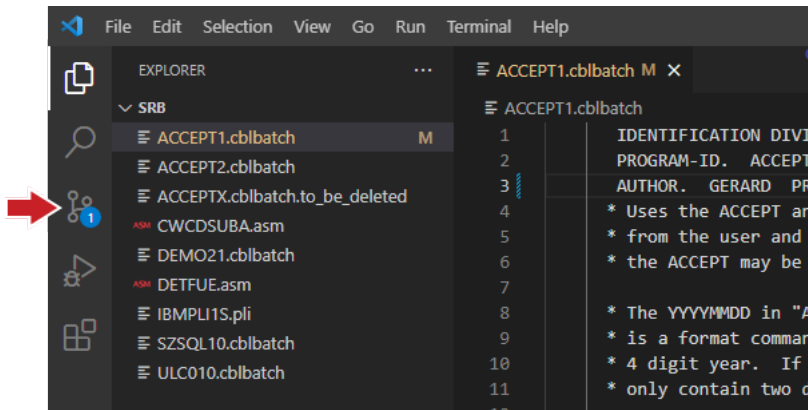 File Edit Selection View Go Run Terminal Help
EXPLORER ...
SRB
ACCEPT1.cblbatch M
ACCEPT2.cblbatch
ACCEPTX.cblbatch.to_be_deleted
ASM CWCDSUBA.asm
DEMO21.cblbatch
ASM DETFUE.asm
IBMPLI1S.pli
SZSQL10.cblbatch
ULC010.cblbatch
1
ACCEPT1.cblbatch M X
ACCEPT1.cblbatch
1 IDENTIFICATION DIVI
2 PROGRAM-ID. ACCEPT
3 AUTHOR. GERARD PR
4 * Uses the ACCEPT an
5 * from the user and
6 * the ACCEPT may be
7
8 * The YYYYMMDD in "A
9 * is a format comman
10 * 4 digit year. If
11 * only contain two d